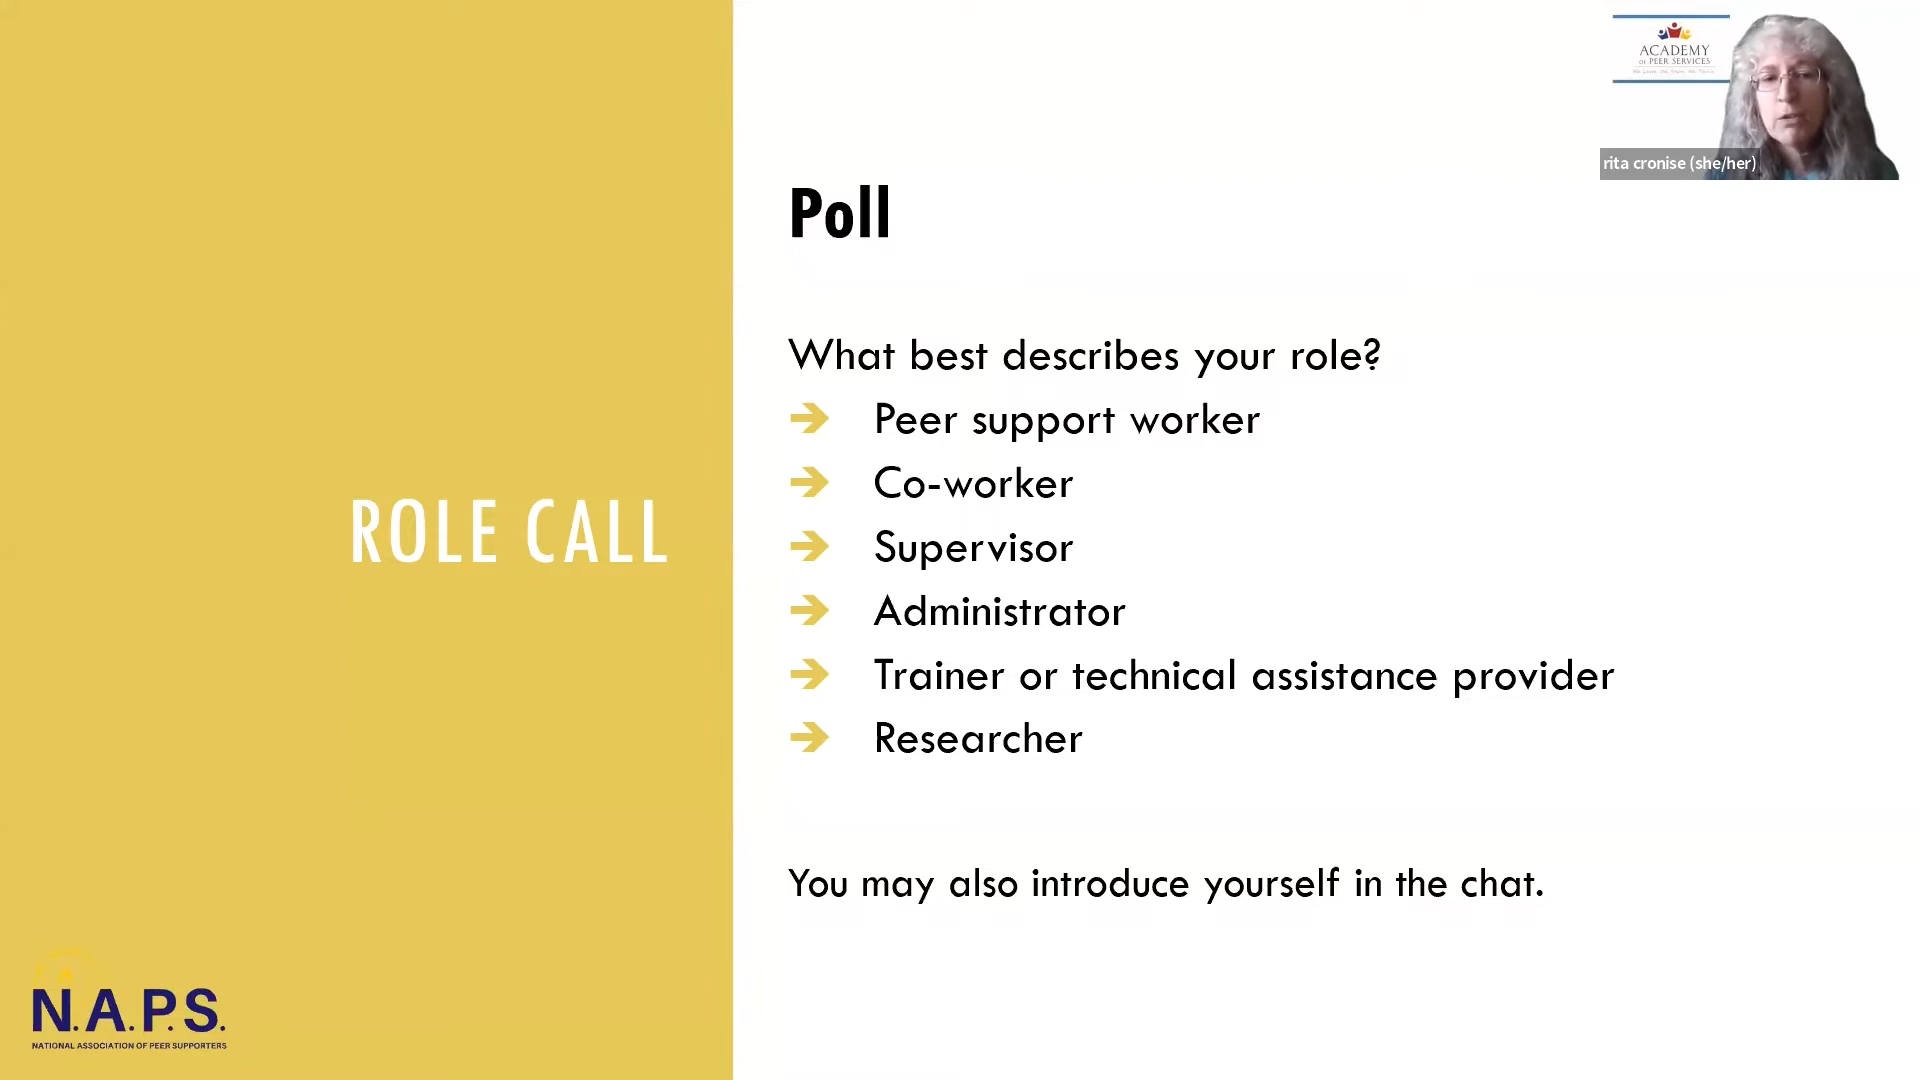 ACADEMY
OF PEER SERVICES
rita cronise (she/her)
Poll
What best describes your role?
Peer support worker
Co-worker
Supervisor
Administrator
Trainer or technical assistance provider
Researcher
You may also introduce yourself in the chat.
ROLE CALL
N.A.P.S.
NATIONAL ASSOCIATION OF PEER SUPPORTERS